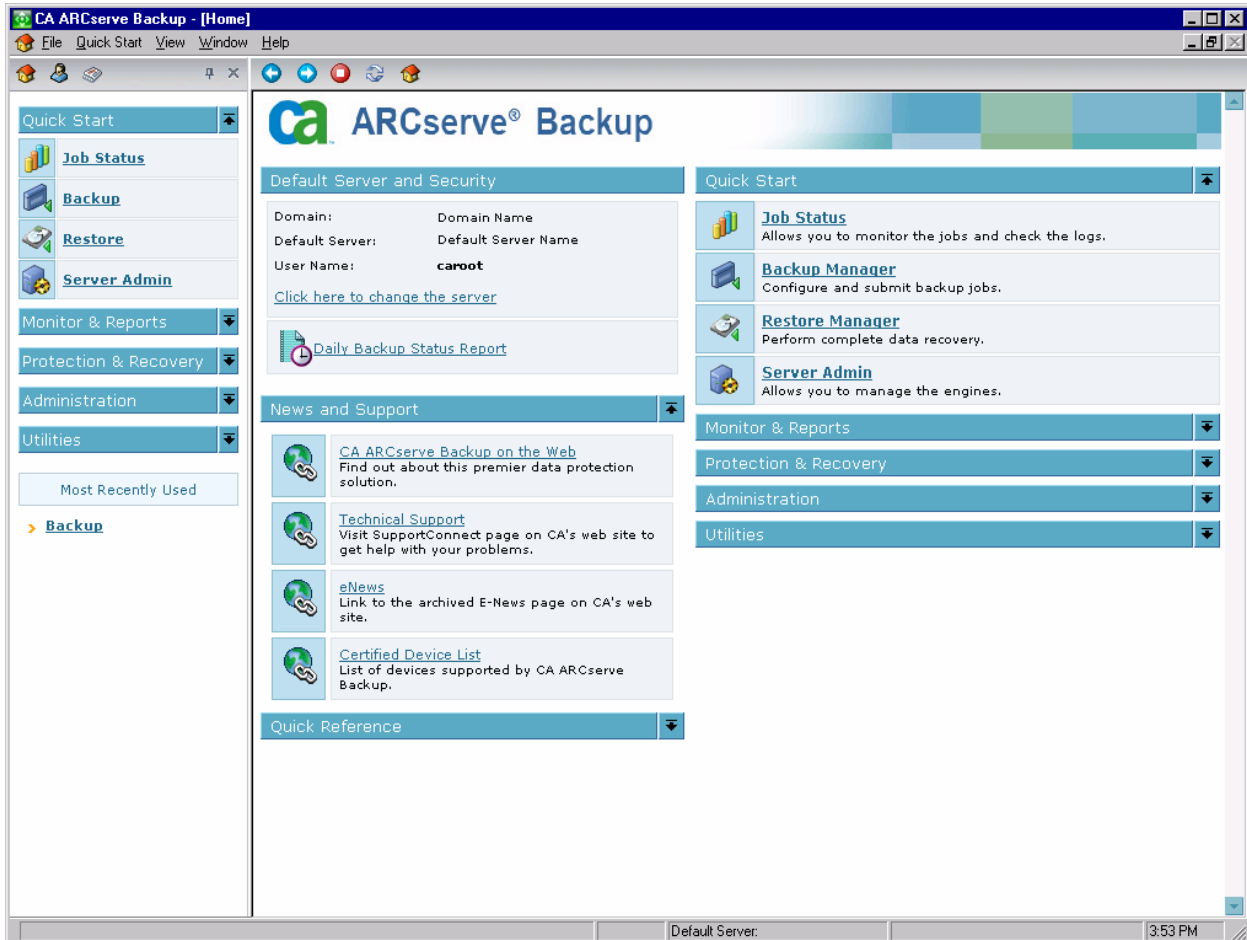 CA ARCserve Backup - [Home]
File Quick Start View Window Help
Quick Start
Job Status
Backup
Restore
Server Admin
Monitor & Reports
Protection & Recovery
Administration
Utilities
Most Recently Used
Backup
ca ARCserve® Backup
Default Server and Security
Domain: Domain Name
Default Server: Default Server Name
User Name: caroot
Click here to change the server
Daily Backup Status Report
News and Support
CA ARCserve Backup on the Web
Find out about this premier data protection
solution.
Technical Support
Visit SupportConnect page on CA's web site to
get help with your problems.
eNews
Link to the archived E-News page on CA's web
site.
Certified Device List
List of devices supported by CA ARCserve
Backup.
Quick Reference
Quick Start
Job Status
Allows you to monitor the jobs and check the logs.
Backup Manager
Configure and submit backup jobs.
Restore Manager
Perform complete data recovery.
Server Admin
Allows you to manage the engines.
Monitor & Reports
Protection & Recovery
Administration
Utilities
Default Server:
3:53 PM